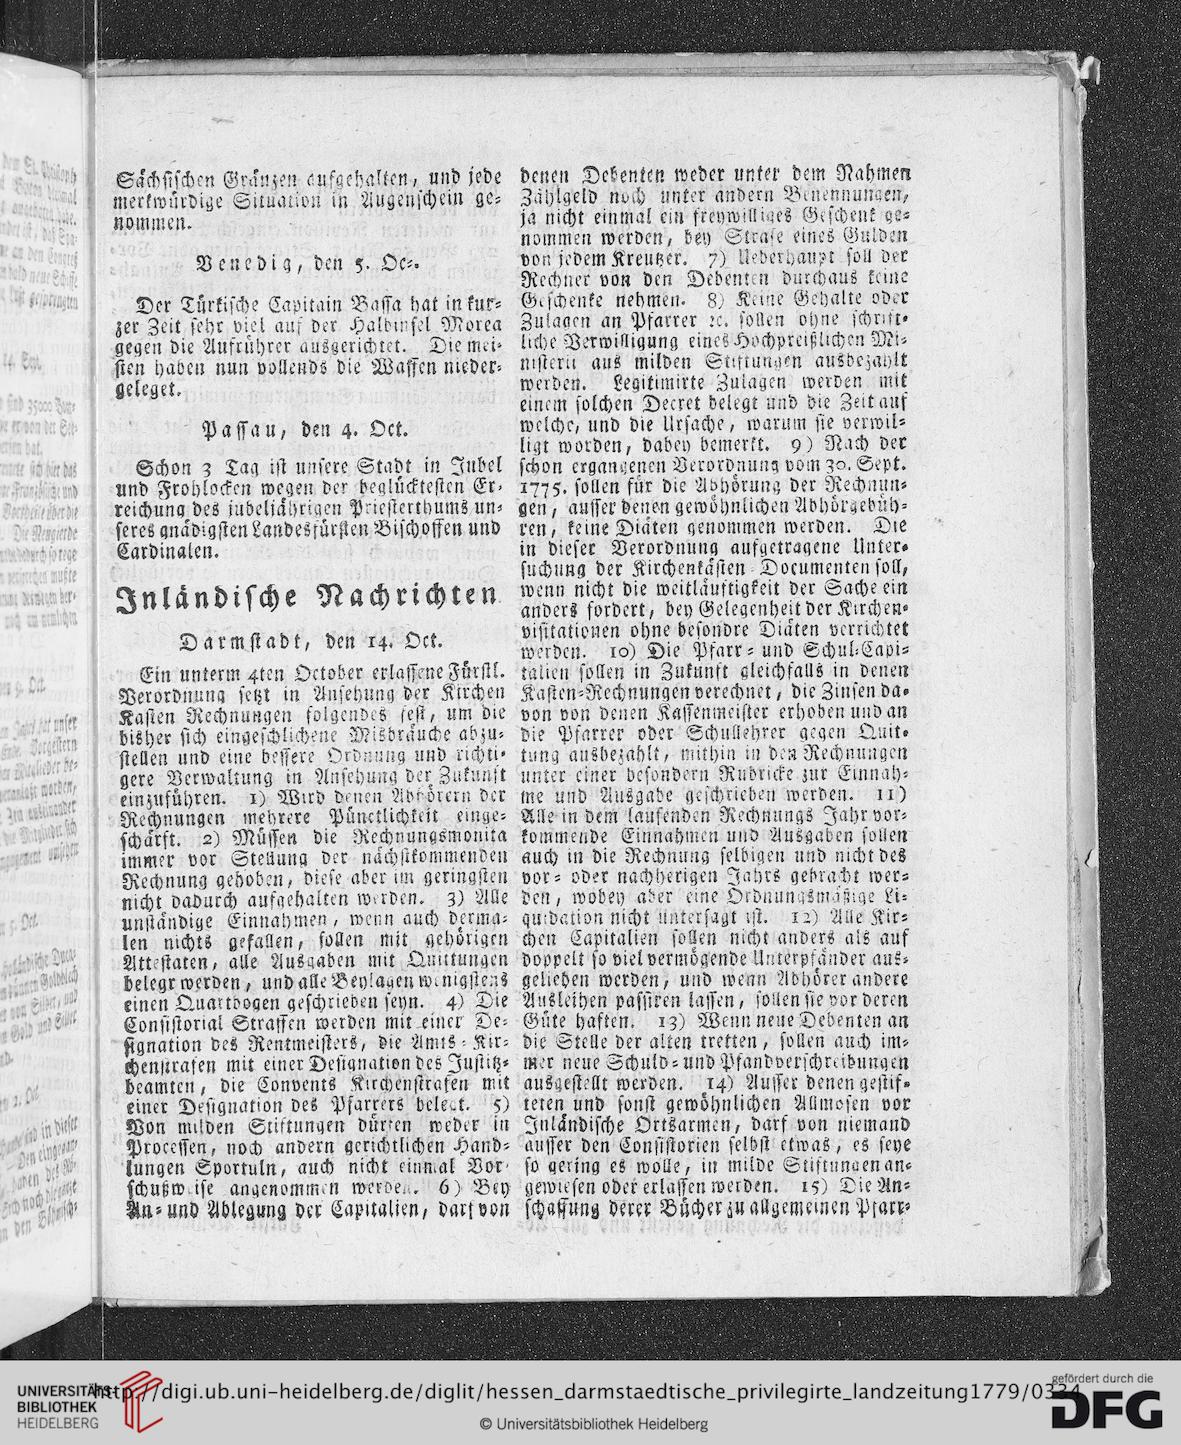 Sächsischen Gränzen aufgehalten, und jede
merkwürdige Situation in Augenschein ge-
nommen.
Venedig, den 5. Oc
Der Türkische Capitain Bassa hat in kur-
zer Zeit sehr viel auf der Halbinsel Morea
gegen die Aufrührer ausgerichtet. Die mei-
sten haben nun vollends die Waffen nieder-
geleget.
Passau, den 4. Oct.
Schon 3 Tag ist unsere Stadt in Jubel
und Frohlocken wegen der beglücktesten Er-
reichung des jubeljährigen Priesterthums un-
seres gnädigsten Landesfürsten Bischoffen und
Cardinalen.
Inländische Nachrichten
Darmstadt, den 14. Oct.
Ein unterm 4ten October erlassene Fürstl.
Verordnung setzt in Ansehung der Kirchen
Kasten Rechnungen folgendes fest, um die
bisher sich eingeschlichene Misbräuche abzu-
stellen und eine bessere Ordnung und richti-
gere Verwaltung in Ansehung der Zukunft
einzuführen. 1) Wird denen Abhörern der
Rechnungen mehrere Pünctlichkeit einge-
schärft. 2) Müssen die Rechnungsmonita
immer vor Stellung der nächstkommenden
Rechnung gehoben, diese aber im geringsten
nicht dadurch aufgehalten werden. 3) Alle
unständige Einnahmen, wenn auch derma-
len nichts gefallen, sollen mit gehörigen
Attestaten, alle Ausgaben mit Quittungen
belegt werden, und alle Beylagen wenigstens
einen Quartbogen geschrieben seyn. 4) Die
Consistorial Straffen werden mit einer De-
signation des Rentmeisters, die Amts-Kir-
chenstrafen mit einer Designation des Justitz-
beamten, die Convents Kirchenstrafen mit
einer Designation des Pfarrers belegt. 5)
Von milden Stiftungen dürfen weder in
Processen, noch andern gerichtlichen Hand-
lungen Sportuln, auch nicht einmal Vor-
schußweise angenommen werden. 6) Bey
An- und Ablegung der Capitalien, darf von
denen Debenten weder unter dem Nahmen
Zählgeld noch unter andern Benennungen,
ja nicht einmal ein freywilliges Geschenk ge-
nommen werden, bey Strafe eines Gulden
von jedem Kreutzer. 7) Ueberhaupt soll der
Rechner von den Debenten durchaus keine
Geschenke nehmen. 8) Keine Gehalte oder
Zulagen an Pfarrer ꝛc. sollen ohne schrift-
liche Verwilligung eines Hochpreißlichen Mi-
nisterii aus milden Stiftungen ausbezahlt
werden. Legitimirte Zulagen werden mit
einem solchen Decret belegt und die Zeit auf
welche, und die Ursache, warum sie verwil-
ligt worden, dabey bemerkt. 9) Nach der
schon ergangenen Verordnung vom 30. Sept.
1775. sollen für die Abhörung der Rechnun-
gen, ausser denen gewöhnlichen Abhörgebüh-
ren, keine Diäten genommen werden. Die
in dieser Verordnung aufgetragene Unter-
suchung der Kirchenkästen-Documenten soll,
wenn nicht die weitläuftigkeit der Sache ein
anders fordert, bey Gelegenheit der Kirchen-
visitationen ohne besondre Diäten verrichtet
werden. 10) Die Pfarr- und Schul-Capi-
talien sollen in Zukunft gleichfalls in denen
Kasten-Rechnungen verechnet, die Zinsen da-
von von denen Kassenmeister erhoben und an
die Pfarrer oder Schullehrer gegen Quit-
tung ausbezahlt, mithin in den Rechnungen
unter einer besondern Rubricke zur Einnah-
me und Ausgabe geschrieben werden. 11)
Alle in dem laufenden Rechnungs Jahr vor-
kommende Einnahmen und Ausgaben sollen
auch in die Rechnung selbigen und nicht des
vor- oder nachherigen Jahrs gebracht wer-
den, wobey aber eine Ordnungsmäßige Li-
quidation nicht untersagt ist. 12) Alle Kir-
chen Capitalien sollen nicht anders als auf
doppelt so viel vermögende Unterpfänder aus-
geliehen werden, und wenn Abhörer andere
Ausleihen passiren lassen, sollen sie vor deren
Güte haften. 13) Wenn neue Debenten an
die Stelle der alten tretten, sollen auch im-
mer neue Schuld- und Pfandverschreibungen
ausgestellt werden. 14) Ausser denen gestif-
teten und sonst gewöhnlichen Allmosen vor
Inländische Ortsarmen, darf von niemand
ausser den Consistorien selbst etwas, es seye
so gering es wolle, in milde Stiftungen an-
gewiesen oder erlassen werden. 15) Die An-
schaffung derer Bücher zu allgemeinen Pfarr-
UNIVERSITÄTS-
BIBLIOTHEK
HEIDELBERG
http://digi.ub.uni-heidelberg.de/diglit/hessen_darmstaedtische_privilegirte_landzeitung1779/0334
© Universitätsbibliothek Heidelberg
gefördert durch die
DFG